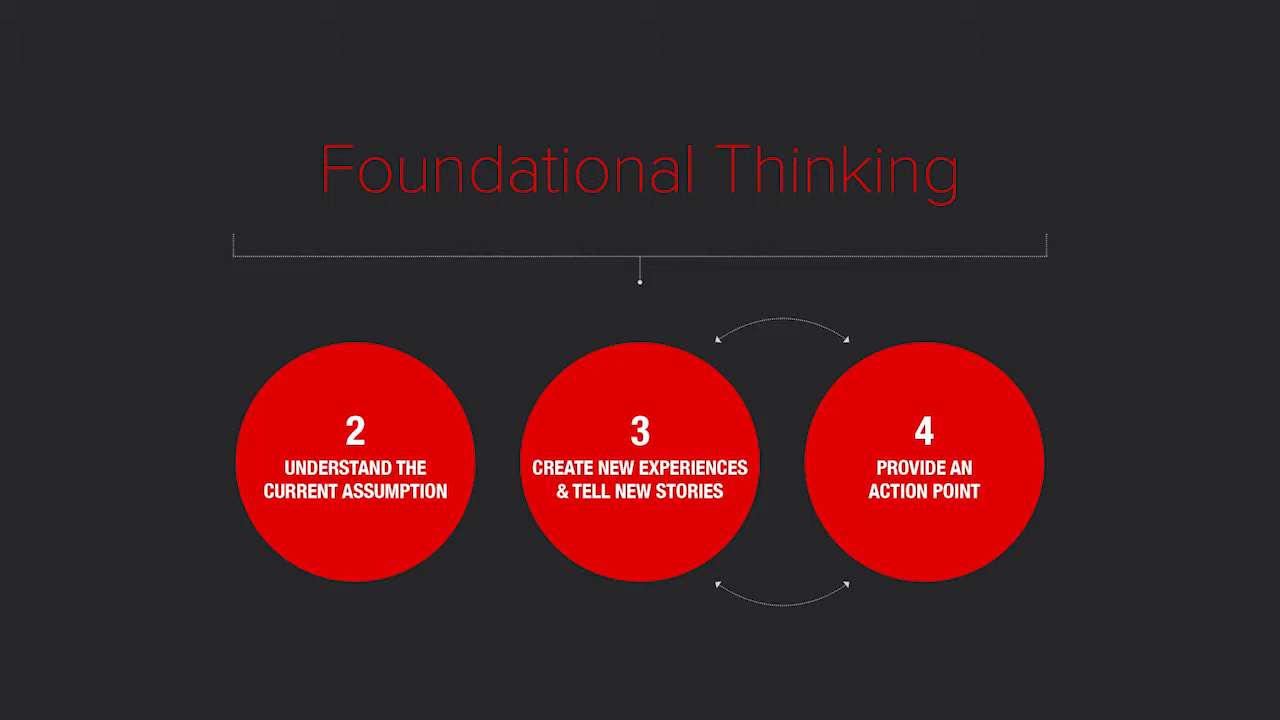 Foundational Thinking
2
UNDERSTAND THE
CURRENT ASSUMPTION
3
CREATE NEW EXPERIENCES
& TELL NEW STORIES
4
PROVIDE AN
ACTION POINT